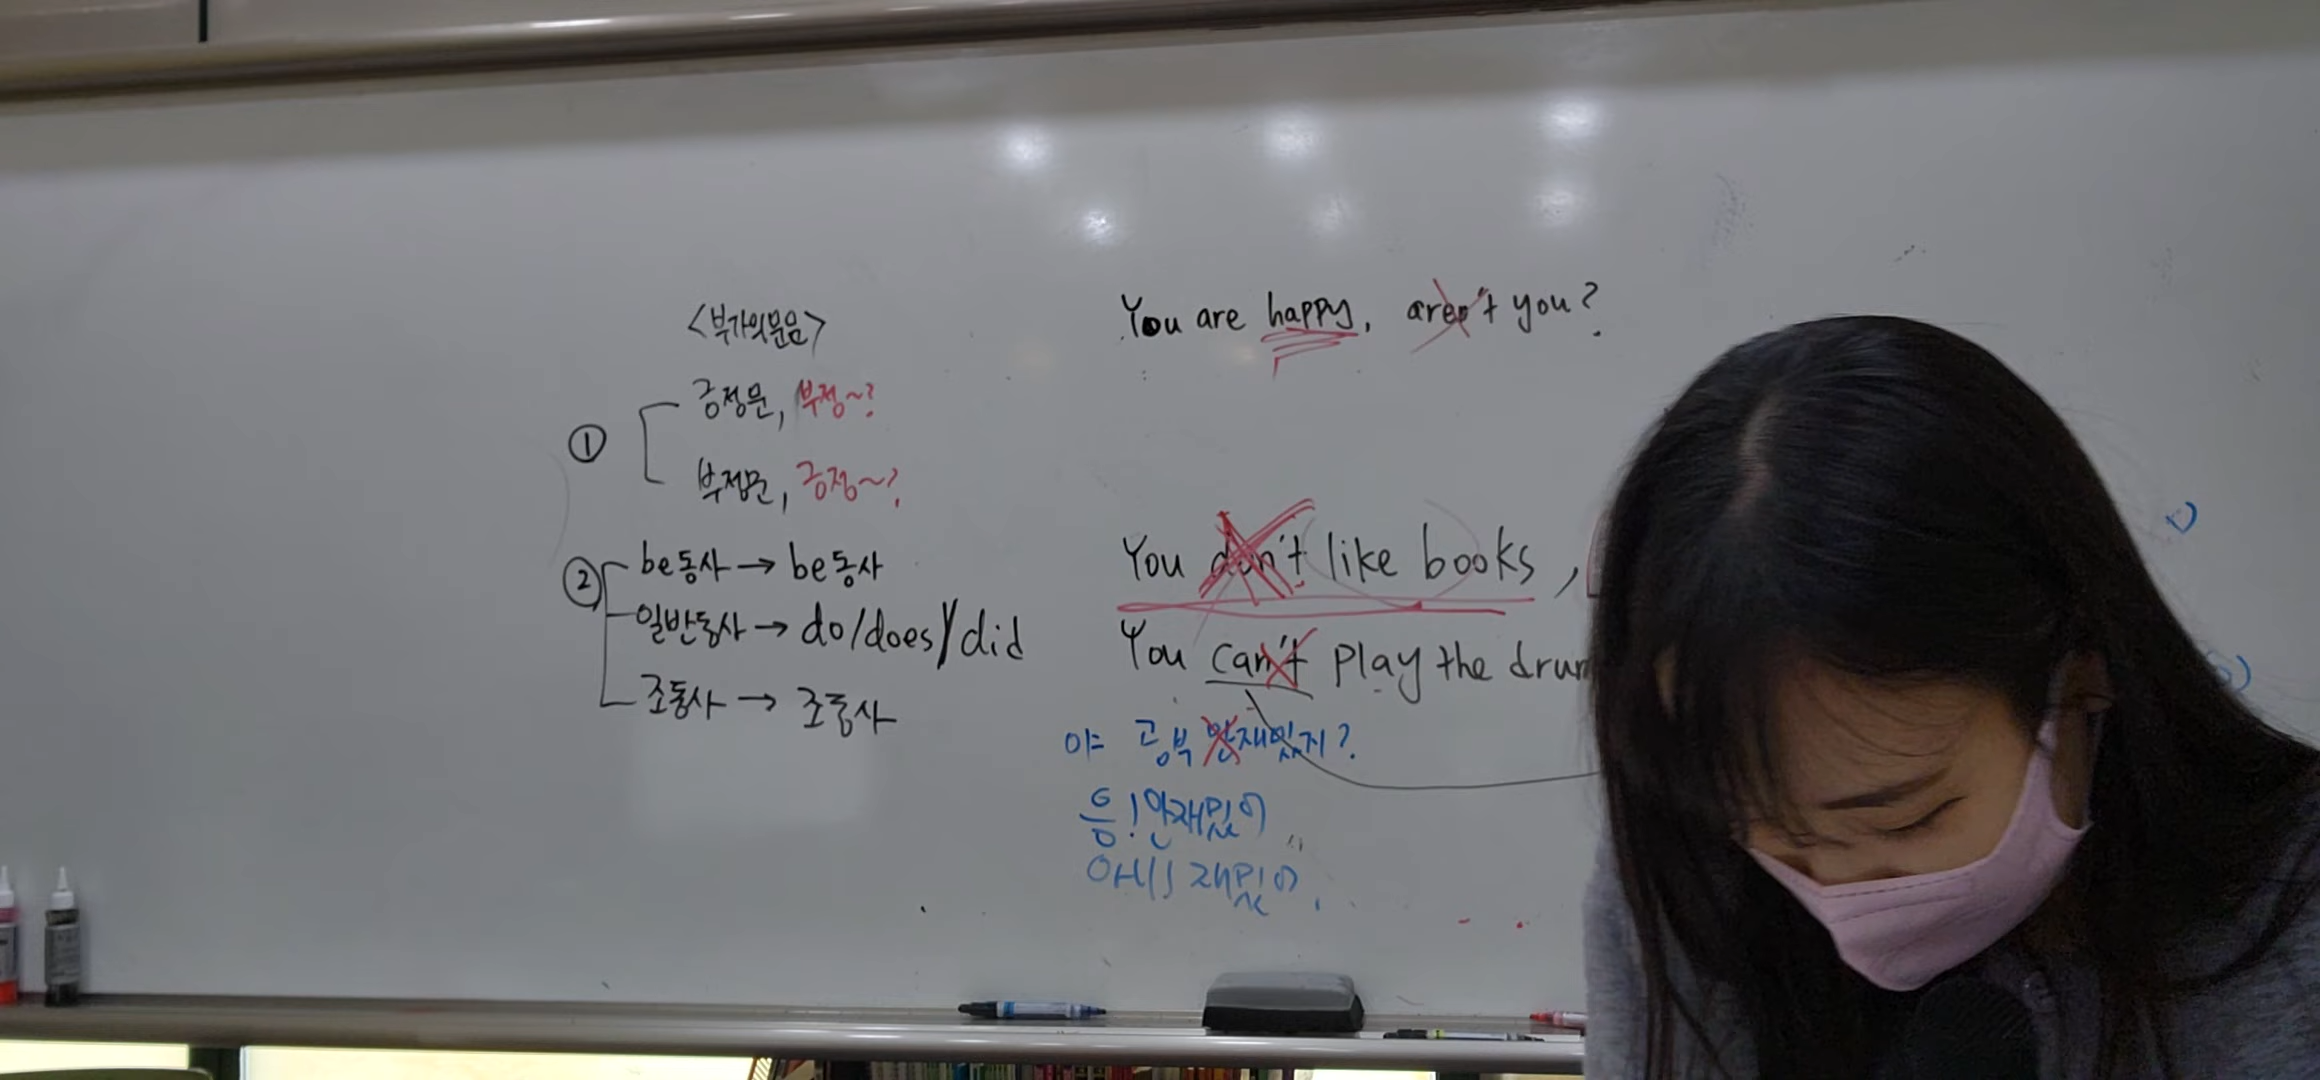 <부가의문문>
① 긍정문, 부정~?
부정문, 긍정~?
② be동사 → be동사
일반동사 → do/does/did
조동사 → 조동사
You are happy, aren't you?
You don't like books,
You can't play the drum
야 공부 안재밌지?
응! 안재밌어
아니 재밌어